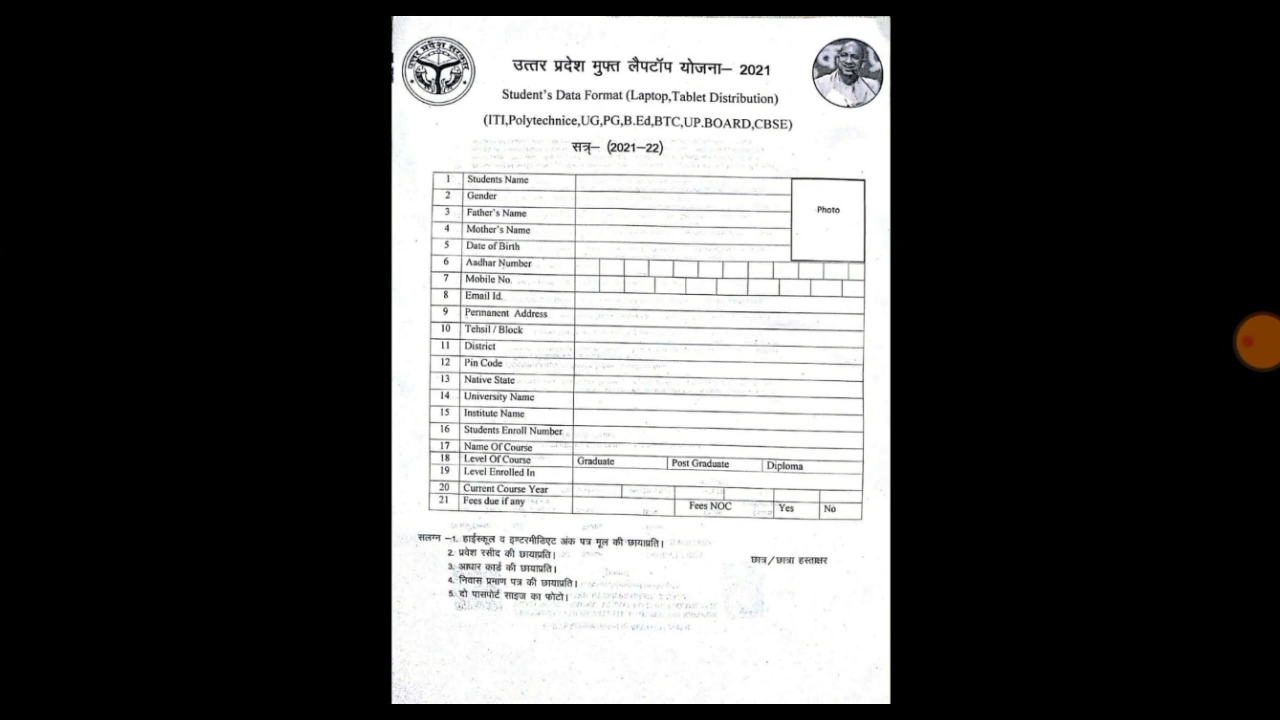 उत्तर प्रदेश सरकार
उत्तर प्रदेश मुफ्त लैपटॉप योजना– 2021
Student's Data Format (Laptop,Tablet Distribution)
(ITI,Polytechnice,UG,PG,B.Ed,BTC,UP.BOARD,CBSE)
सत्र– (2021–22)
1 Students Name
Photo
2 Gender
3 Father's Name
4 Mother's Name
5 Date of Birth
6 Aadhar Number
7 Mobile No.
8 Email Id.
9 Permanent Address
10 Tehsil / Block
11 District
12 Pin Code
13 Native State
14 University Name
15 Institute Name
16 Students Enroll Number
17 Name Of Course
18 Level Of Course Graduate Post Graduate Diploma
19 Level Enrolled In
20 Current Course Year
21 Fees due if any Fees NOC Yes No
सलग्न –1. हाईस्कूल व इण्टरमीडिएट अंक पत्र मूल की छायाप्रति।
2. प्रवेश रसीद की छायाप्रति।
छात्र/छात्रा हस्ताक्षर
3. आधार कार्ड की छायाप्रति।
4. निवास प्रमाण पत्र की छायाप्रति।
5. दो पासपोर्ट साइज का फोटो।